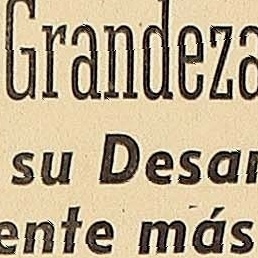 Grandeza
su Desar
ente más